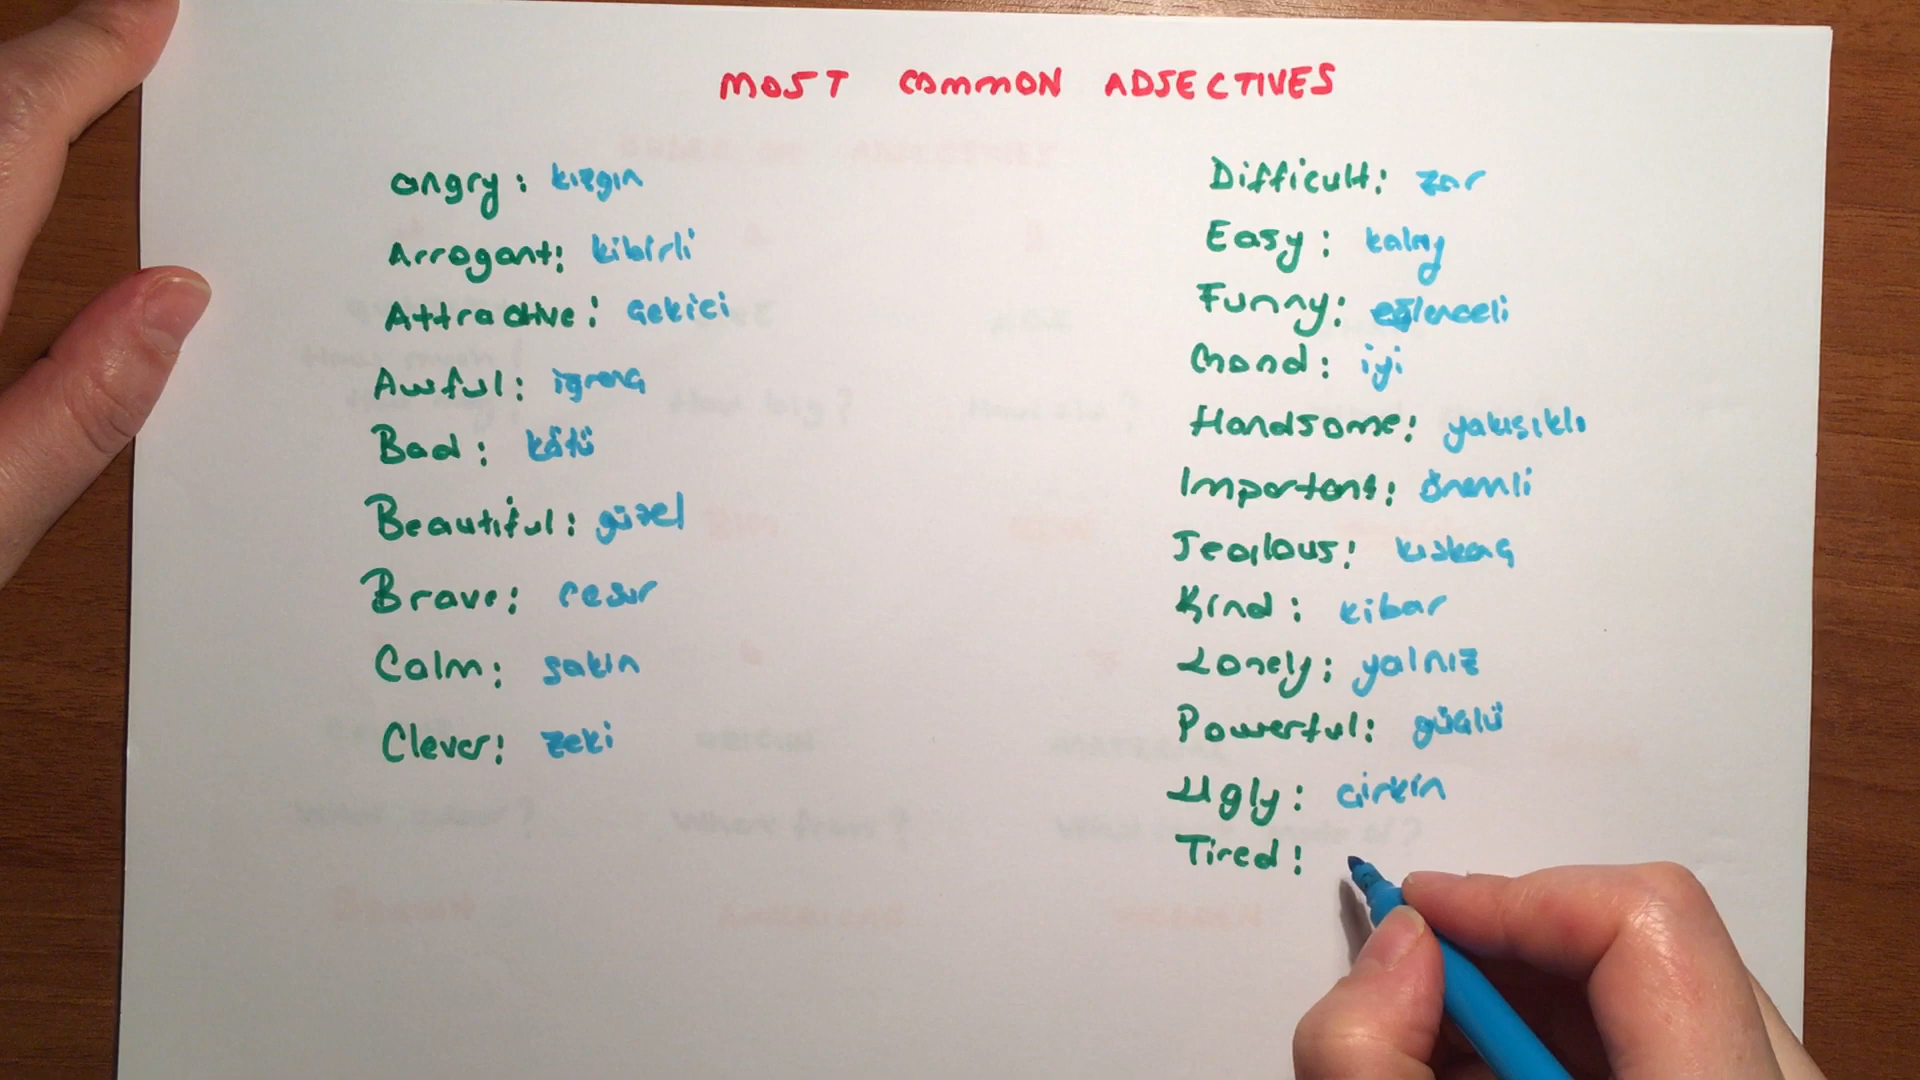 MOST COMMON ADJECTIVES
angry: kızgın
Arrogant: kibirli
Attractive: çekici
Awful: iğrenç
Bad: kötü
Beautiful: güzel
Brave: cesur
Calm: sakin
Clever: zeki
Difficult: zor
Easy: kolay
Funny: eğlenceli
Good: iyi
Handsome: yakışıklı
Important: önemli
Jealous: kıskanç
Kind: kibar
Lonely: yalnız
Powerful: güçlü
Ugly: çirkin
Tired: